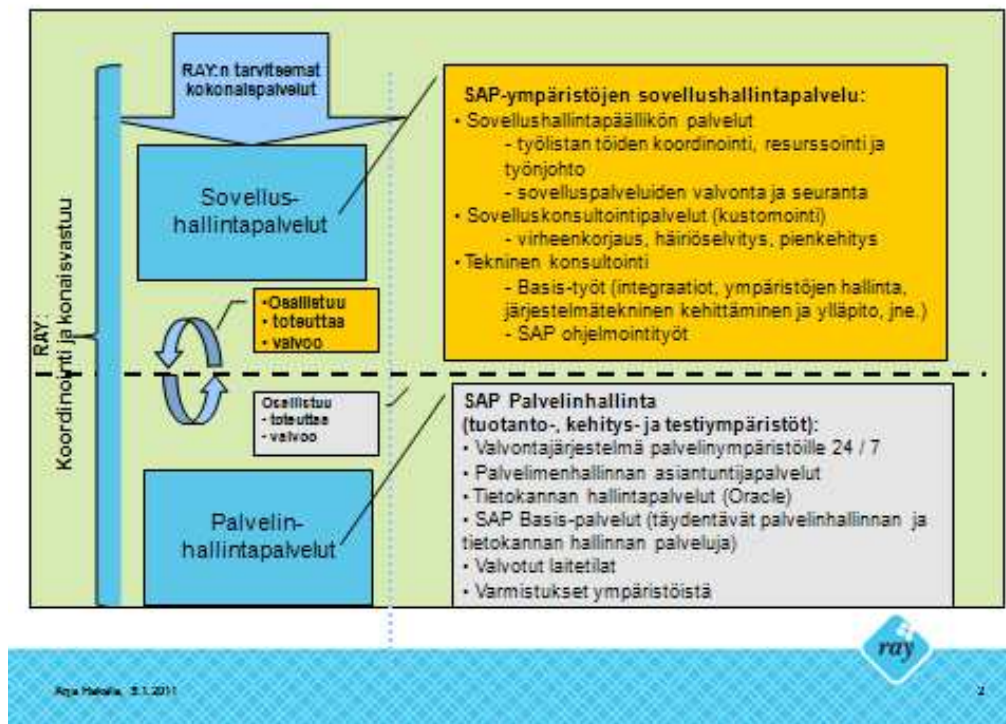 RAY:n tarvitsemat
kokonaispalvelut
RAY:
Koordinointi ja konaisvastuu
Sovellus-
hallintapalvelut
•Osallistuu
• toteuttaa
• valvoo
SAP-ympäristöjen sovellushallintapalvelu:
• Sovellushallintapäällikön palvelut
- työlistan töiden koordinointi, resurssointi ja
työnjohto
- sovelluspalveluiden valvonta ja seuranta
• Sovelluskonsultointipalvelut (kustomointi)
- virheenkorjaus, häiriöselvitys, pienkehitys
• Tekninen konsultointi
- Basis-työt (integraatiot, ympäristöjen hallinta,
järjestelmätekninen kehittäminen ja ylläpito, jne.)
- SAP ohjelmointityöt
Osallistuu
- toteuttaa
- valvoo
Palvelin-
hallintapalvelut
SAP Palvelinhallinta
(tuotanto-, kehitys- ja testiympäristöt):
• Valvontajärjestelmä palvelinympäristöille 24 / 7
• Palvelimenhallinnan asiantuntijapalvelut
• Tietokannan hallintapalvelut (Oracle)
• SAP Basis-palvelut (täydentävät palvelinhallinnan ja
tietokannan hallinnan palveluja)
• Valvotut laitetilat
• Varmistukset ympäristöistä
ray
2